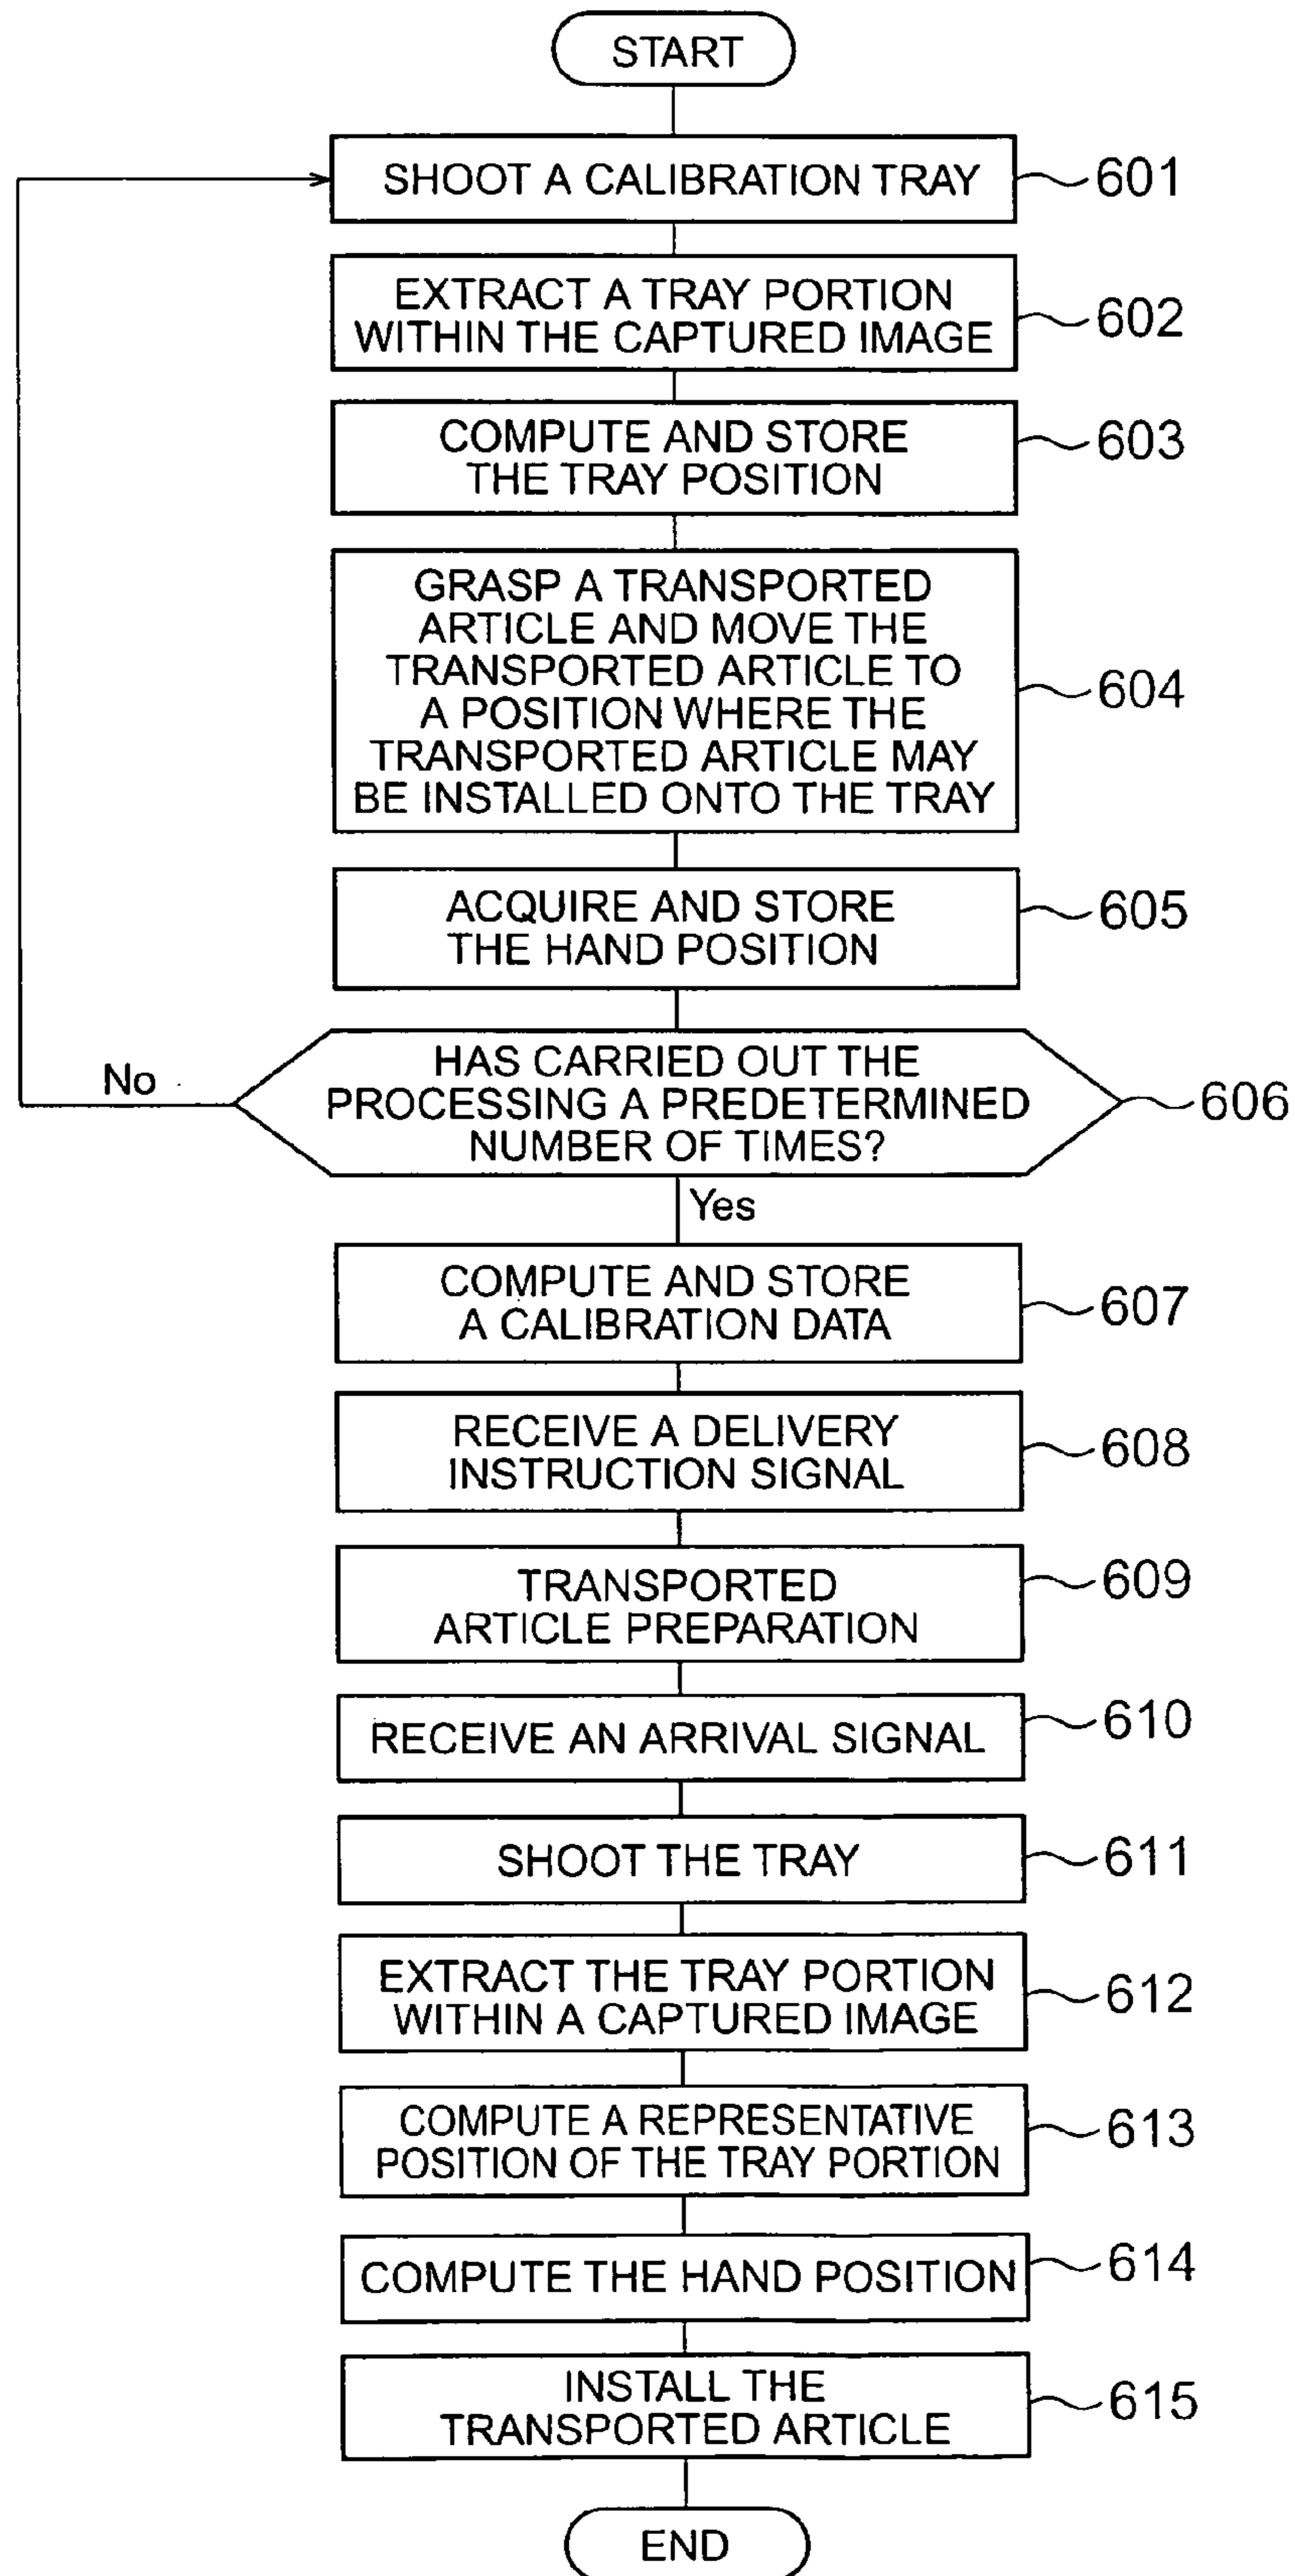 START
SHOOT A CALIBRATION TRAY
601
EXTRACT A TRAY PORTION
WITHIN THE CAPTURED IMAGE
602
COMPUTE AND STORE
THE TRAY POSITION
603
GRASP A TRANSPORTED
ARTICLE AND MOVE THE
TRANSPORTED ARTICLE TO
A POSITION WHERE THE
TRANSPORTED ARTICLE MAY
BE INSTALLED ONTO THE TRAY
604
ACQUIRE AND STORE
THE HAND POSITION
605
HAS CARRIED OUT THE
PROCESSING A PREDETERMINED
NUMBER OF TIMES?
606
No
Yes
COMPUTE AND STORE
A CALIBRATION DATA
607
RECEIVE A DELIVERY
INSTRUCTION SIGNAL
608
TRANSPORTED
ARTICLE PREPARATION
609
RECEIVE AN ARRIVAL SIGNAL
610
SHOOT THE TRAY
611
EXTRACT THE TRAY PORTION
WITHIN A CAPTURED IMAGE
612
COMPUTE A REPRESENTATIVE
POSITION OF THE TRAY PORTION
613
COMPUTE THE HAND POSITION
614
INSTALL THE
TRANSPORTED ARTICLE
615
END